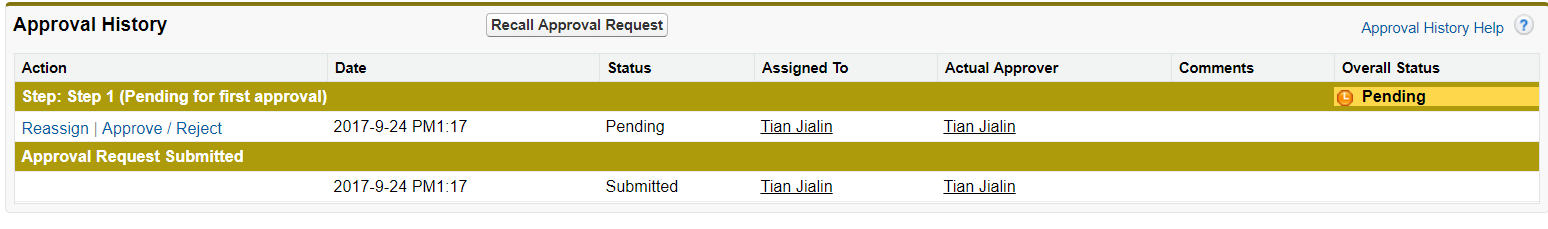 Approval History Recall Approval Request Approval History Help ?
Action Date Status Assigned To Actual Approver Comments Overall Status
Step: Step 1 (Pending for first approval) Pending
Reassign | Approve / Reject 2017-9-24 PM1:17 Pending Tian Jialin Tian Jialin
Approval Request Submitted
2017-9-24 PM1:17 Submitted Tian Jialin Tian Jialin